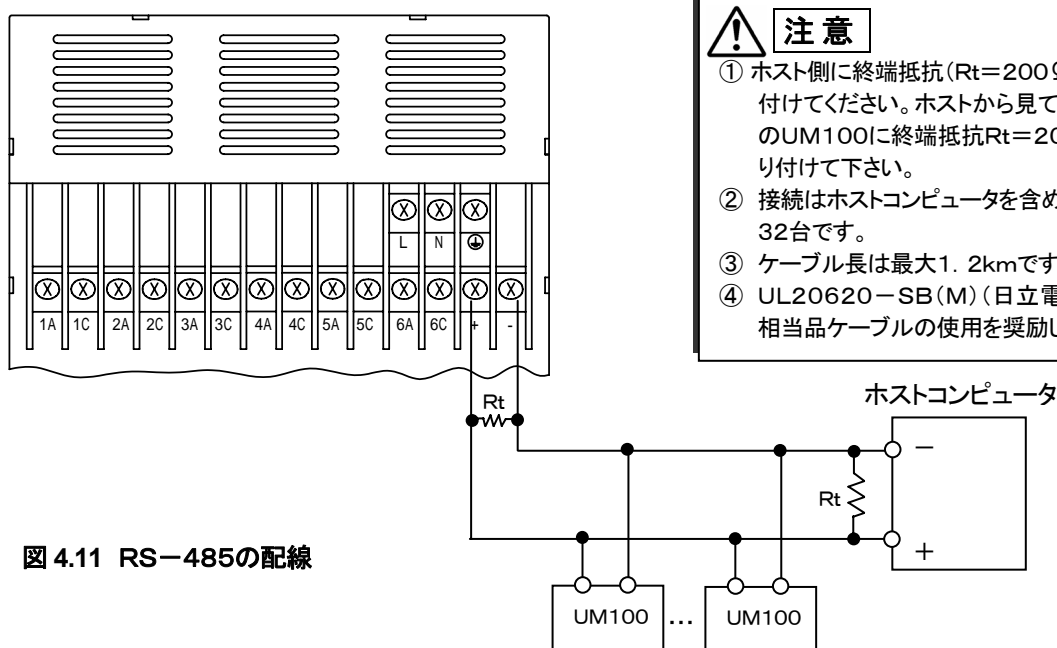 注 意
① ホスト側に終端抵抗(Rt=200Ω
付けてください。ホストから見て
のUM100に終端抵抗Rt=20
り付けて下さい。
② 接続はホストコンピュータを含め
32台です。
③ ケーブル長は最大1.2kmです
④ UL20620-SB(M)(日立電
相当品ケーブルの使用を奨励し
L N
1A 1C 2A 2C 3A 3C 4A 4C 5A 5C 6A 6C + -
Rt
ホストコンピュータ
-
Rt
+
図 4.11 RS-485の配線
UM100 … UM100